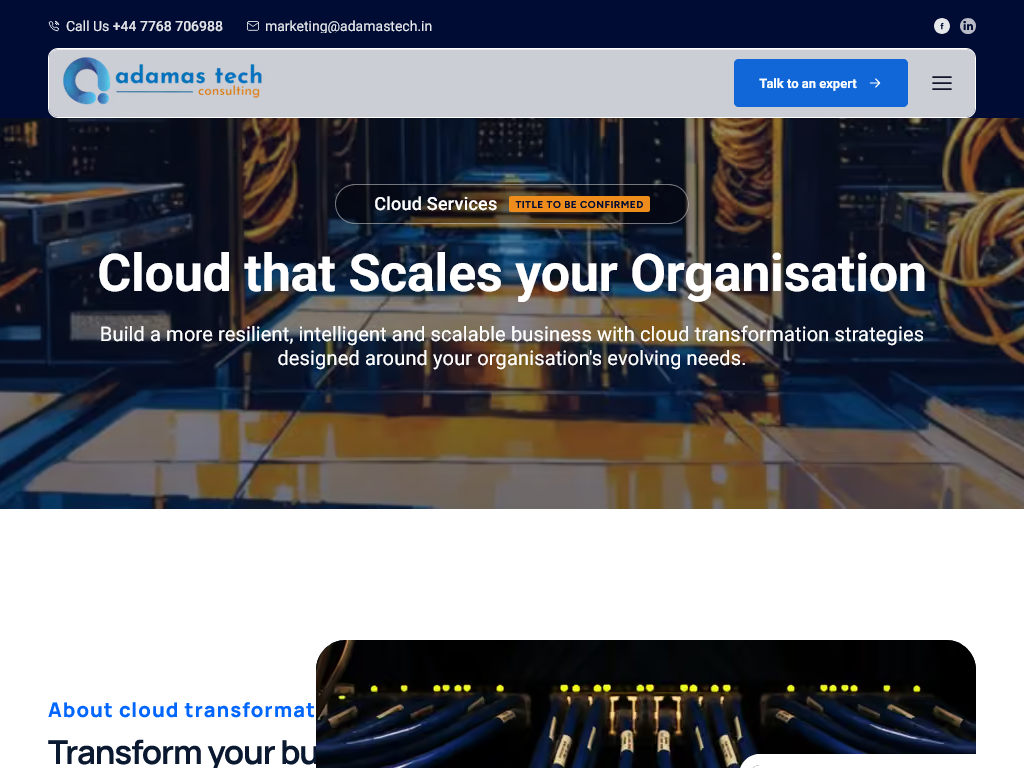 Call Us +44 7768 706988
marketing@adamastech.in
adamas tech
consulting
Talk to an expert
Cloud Services TITLE TO BE CONFIRMED
Cloud that Scales your Organisation
Build a more resilient, intelligent and scalable business with cloud transformation strategies
designed around your organisation's evolving needs.
About cloud transformat
Transform your bu